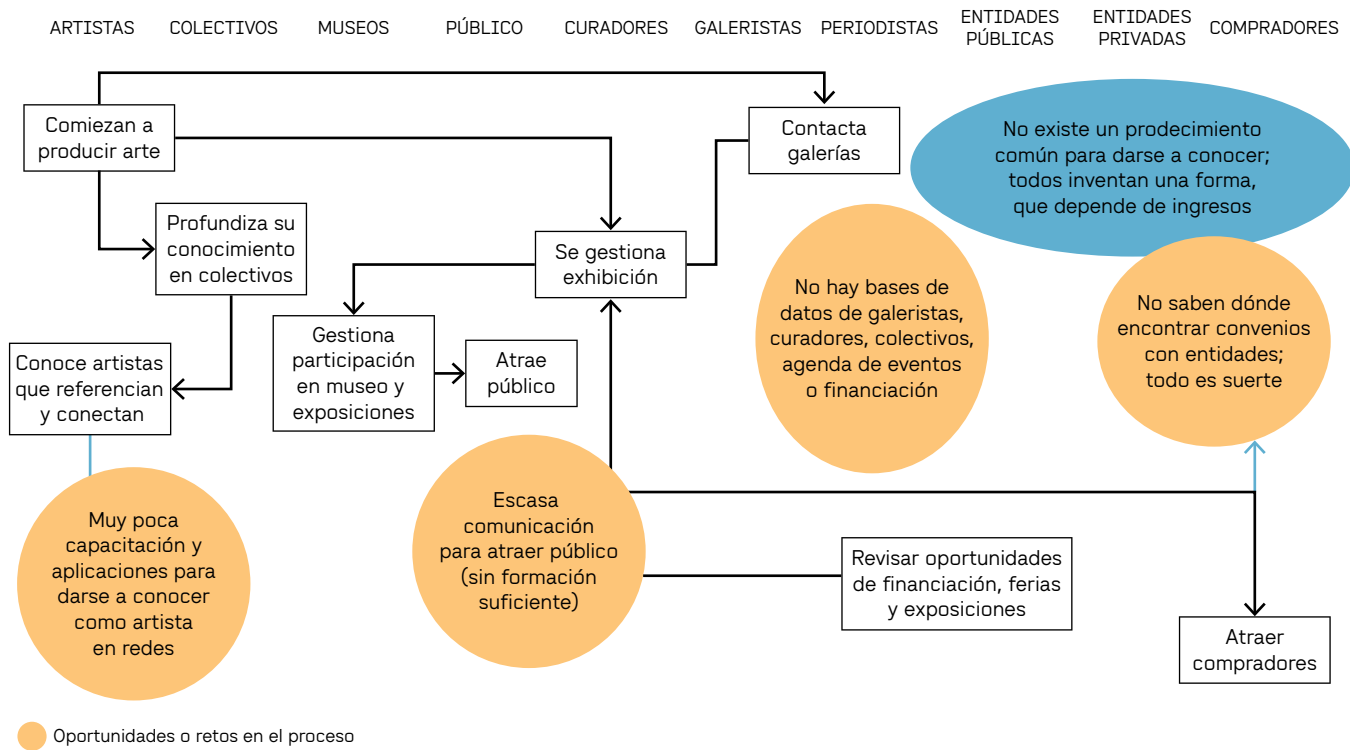 ARTISTAS
COLECTIVOS
MUSEOS
PÚBLICO
CURADORES
GALERISTAS
PERIODISTAS
ENTIDADES
PÚBLICAS
ENTIDADES
PRIVADAS
COMPRADORES
Comiezan a
producir arte
Contacta
galerías
No existe un prodecimiento
común para darse a conocer;
todos inventan una forma,
que depende de ingresos
Profundiza su
conocimiento
en colectivos
Se gestiona
exhibición
No hay bases de
datos de galeristas,
curadores, colectivos,
agenda de eventos
o financiación
No saben dónde
encontrar convenios
con entidades;
todo es suerte
Conoce artistas
que referencian
y conectan
Gestiona
participación
en museo y
exposiciones
Atrae
público
Muy poca
capacitación y
aplicaciones para
darse a conocer
como artista
en redes
Escasa
comunicación
para atraer público
(sin formación
suficiente)
Revisar oportunidades
de financiación, ferias
y exposiciones
Atraer
compradores
Oportunidades o retos en el proceso